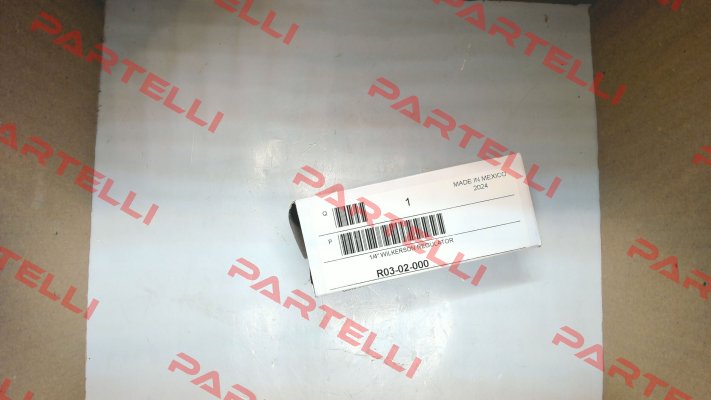 MADE IN MEXICO
2024
Q
1
P
1/4" WILKERSON REGULATOR
R03-02-000
PARTELLI
PARTELLI
PARTELLI
PARTELLI
PARTELLI
PARTELLI
PARTELLI
PARTELLI
PARTELLI